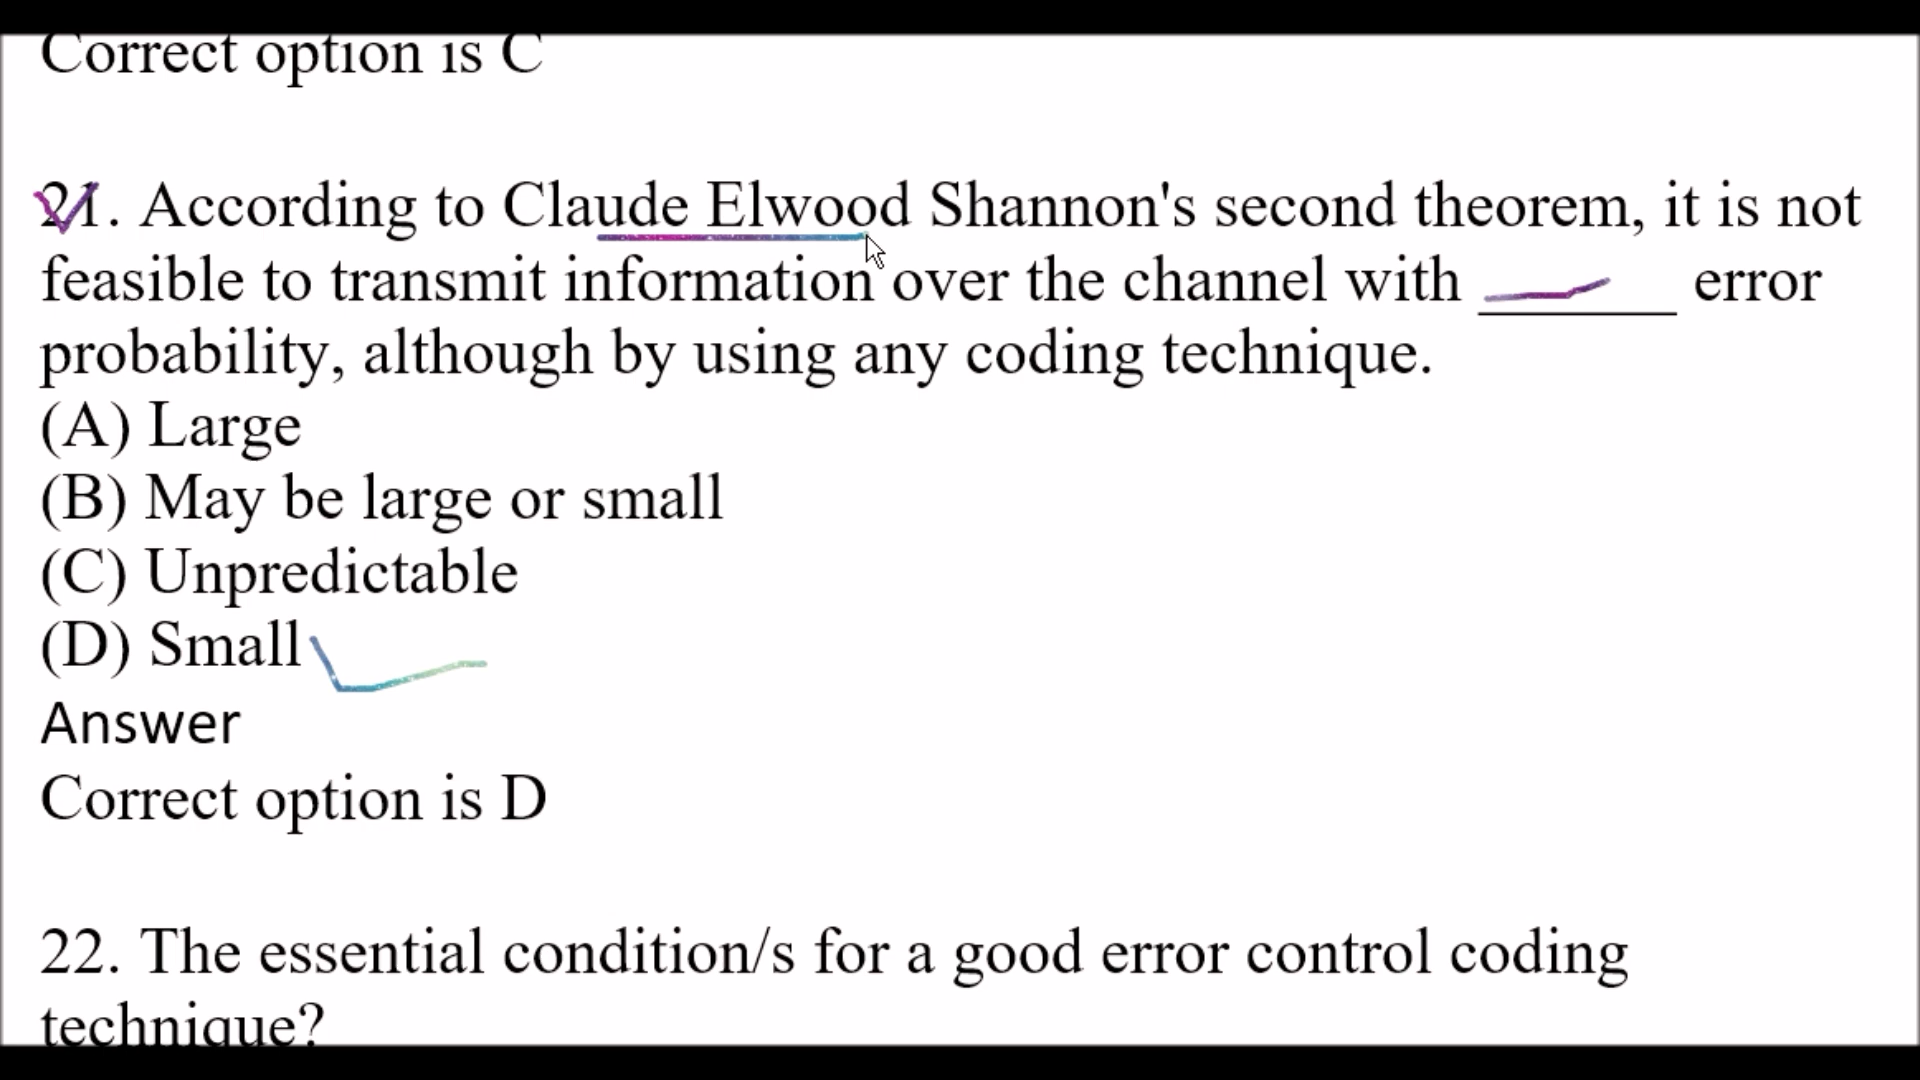 Correct option is C
21. According to Claude Elwood Shannon's second theorem, it is not
feasible to transmit information over the channel with ________ error
probability, although by using any coding technique.
(A) Large
(B) May be large or small
(C) Unpredictable
(D) Small
Answer
Correct option is D
22. The essential condition/s for a good error control coding
technique?